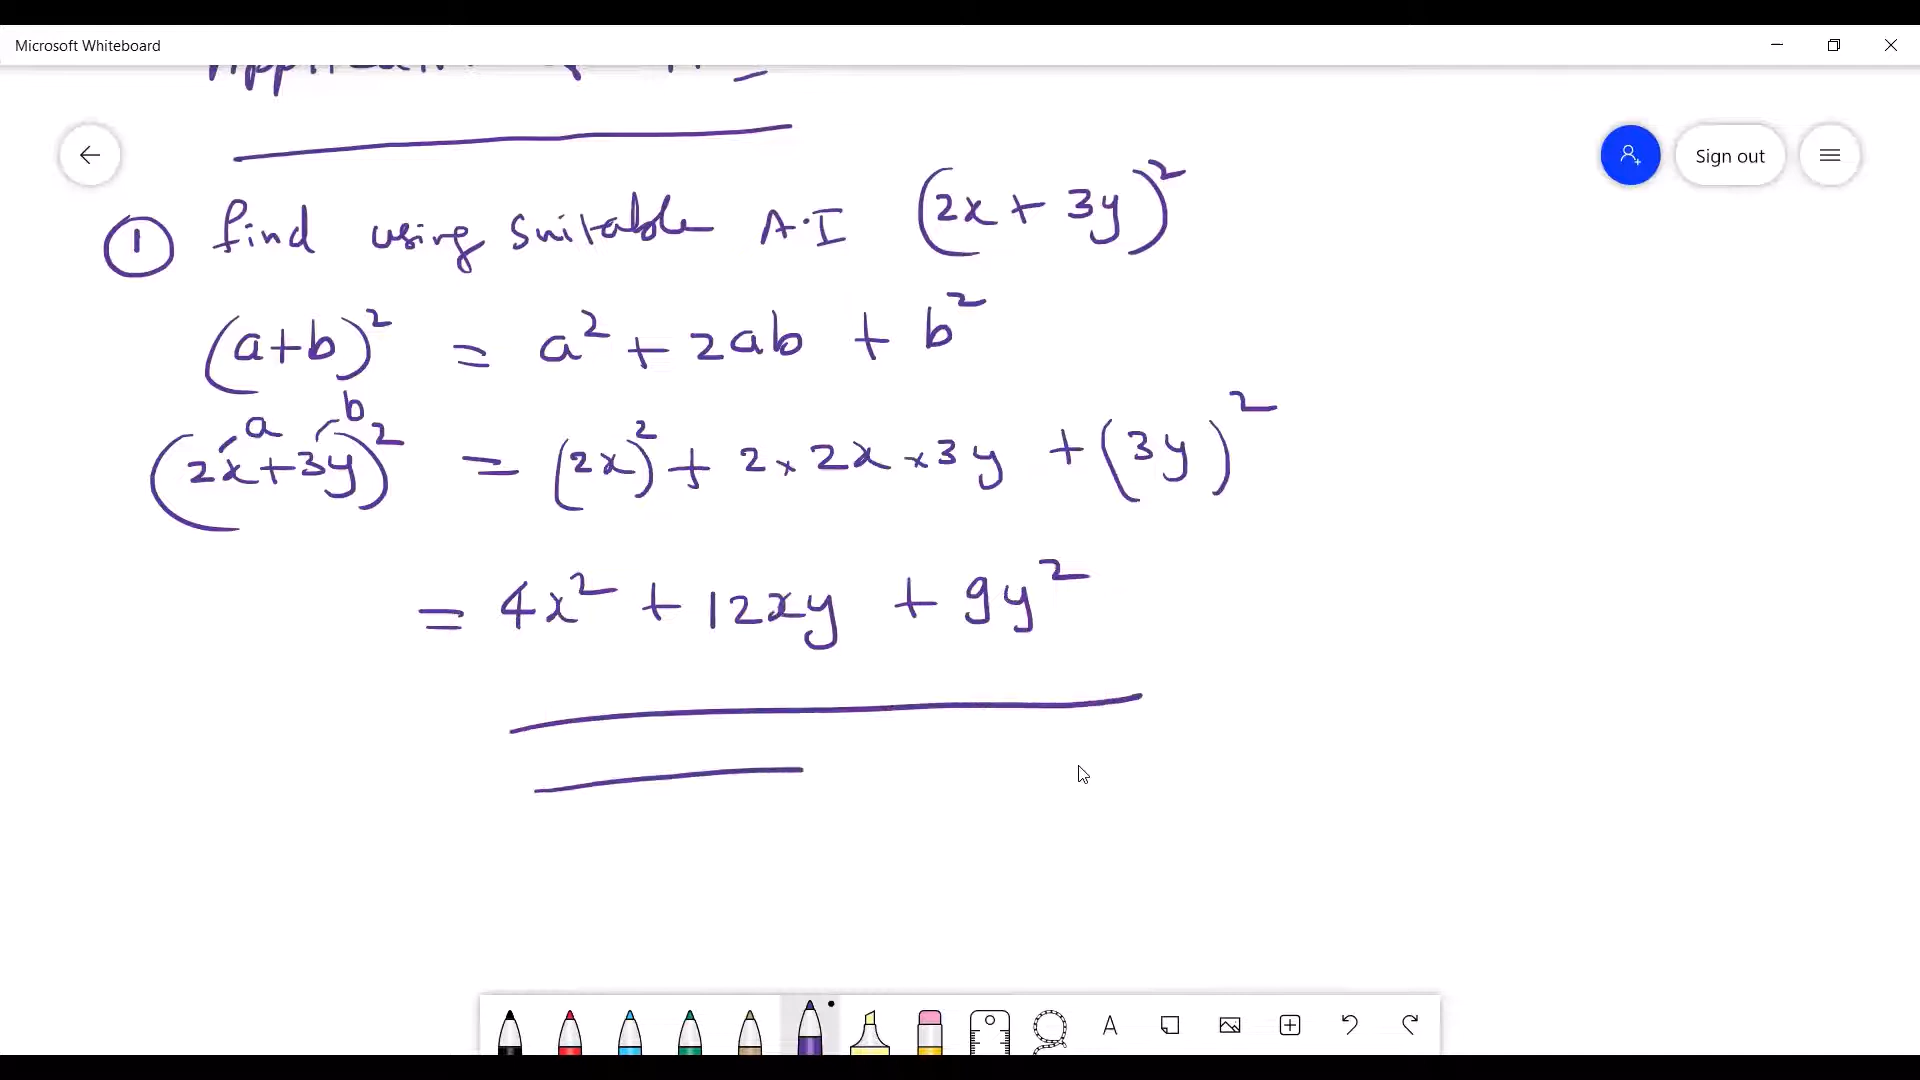 Microsoft Whiteboard
Sign out
① find using suitable A.I (2x + 3y)²
(a+b)² = a² + 2ab + b²
a b
(2x+3y)² = (2x)² + 2 × 2x × 3y + (3y)²
= 4x² + 12xy + 9y²